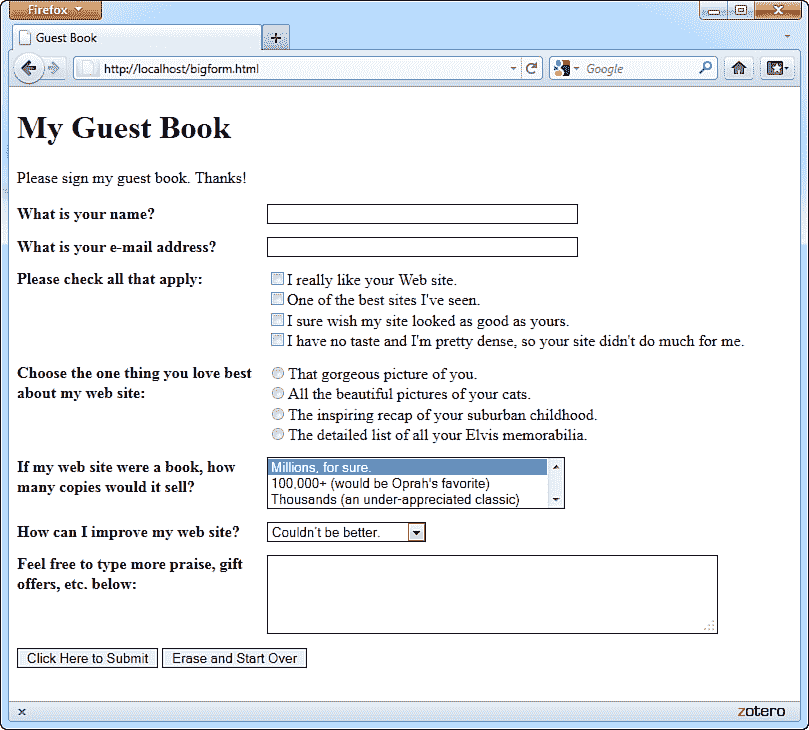 Firefox
Guest Book
http://localhost/bigform.html
Google
My Guest Book
Please sign my guest book. Thanks!
What is your name?
What is your e-mail address?
Please check all that apply:
I really like your Web site.
One of the best sites I've seen.
I sure wish my site looked as good as yours.
I have no taste and I'm pretty dense, so your site didn't do much for me.
Choose the one thing you love best
about my web site:
That gorgeous picture of you.
All the beautiful pictures of your cats.
The inspiring recap of your suburban childhood.
The detailed list of all your Elvis memorabilia.
If my web site were a book, how
many copies would it sell?
Millions, for sure.
100,000+ (would be Oprah's favorite)
Thousands (an under-appreciated classic)
How can I improve my web site?
Couldn't be better.
Feel free to type more praise, gift
offers, etc. below:
Click Here to Submit
Erase and Start Over
zotero